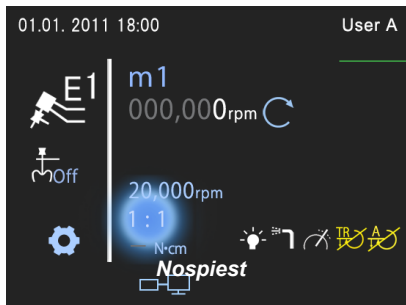 01.01. 2011 18:00 User A
E1
m1
000,000rpm
Off
20,000rpm
1 : 1
N·cm
TR A
Nospiest